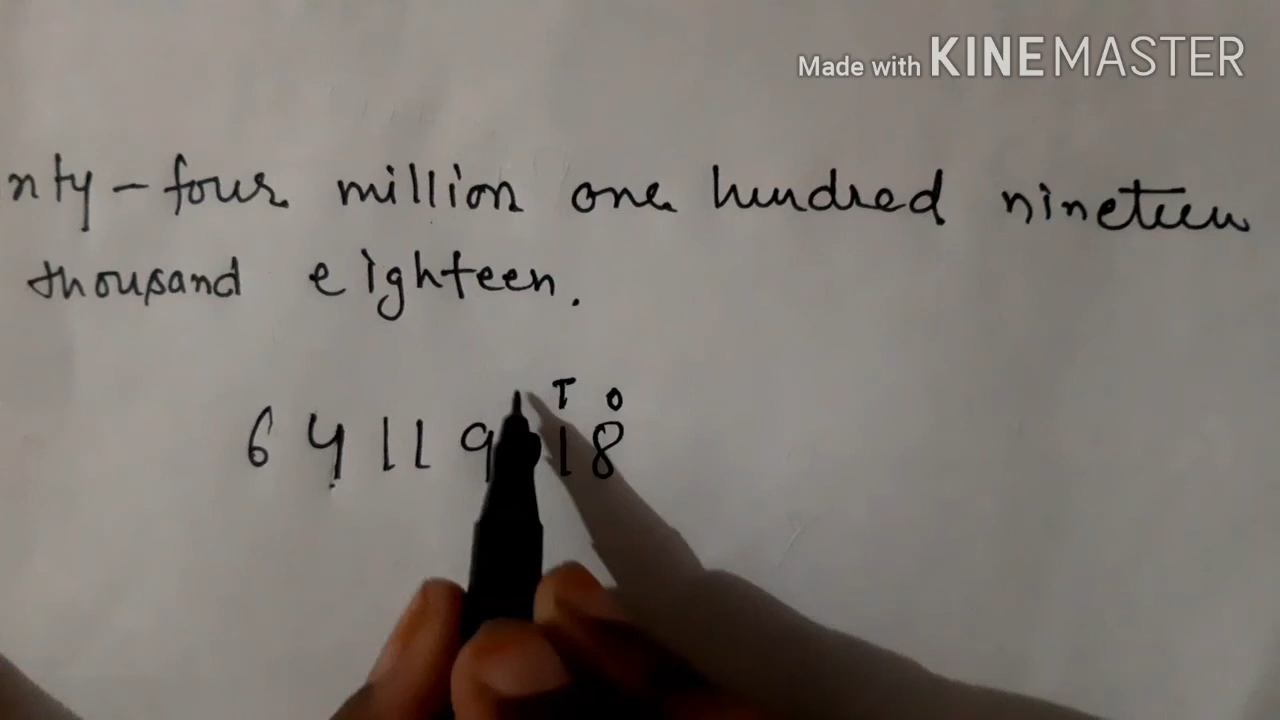 Made with KINEMASTER
nty-four million one hundred nineteen
thousand eighteen.
T O
6 4 1 1 9 1 8